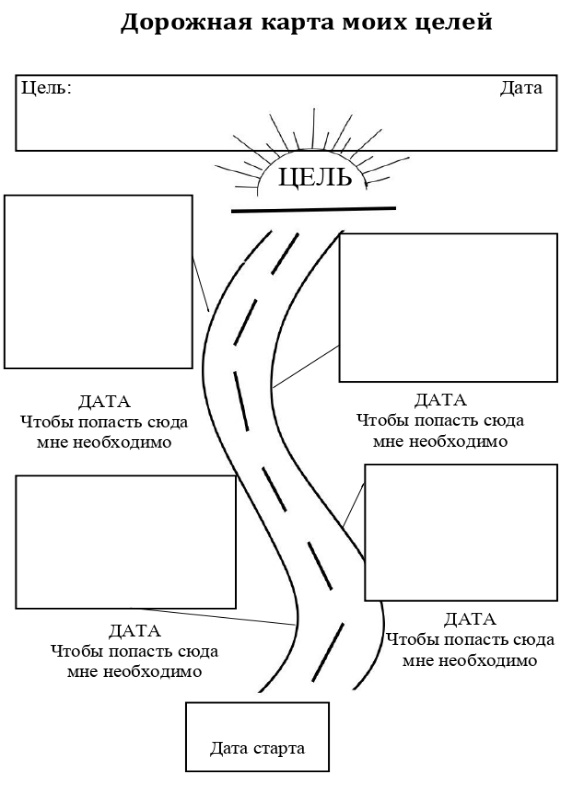 Дорожная карта моих целей
Цель: Дата
ЦЕЛЬ
ДАТА
Чтобы попасть сюда
мне необходимо
ДАТА
Чтобы попасть сюда
мне необходимо
ДАТА
Чтобы попасть сюда
мне необходимо
ДАТА
Чтобы попасть сюда
мне необходимо
Дата старта